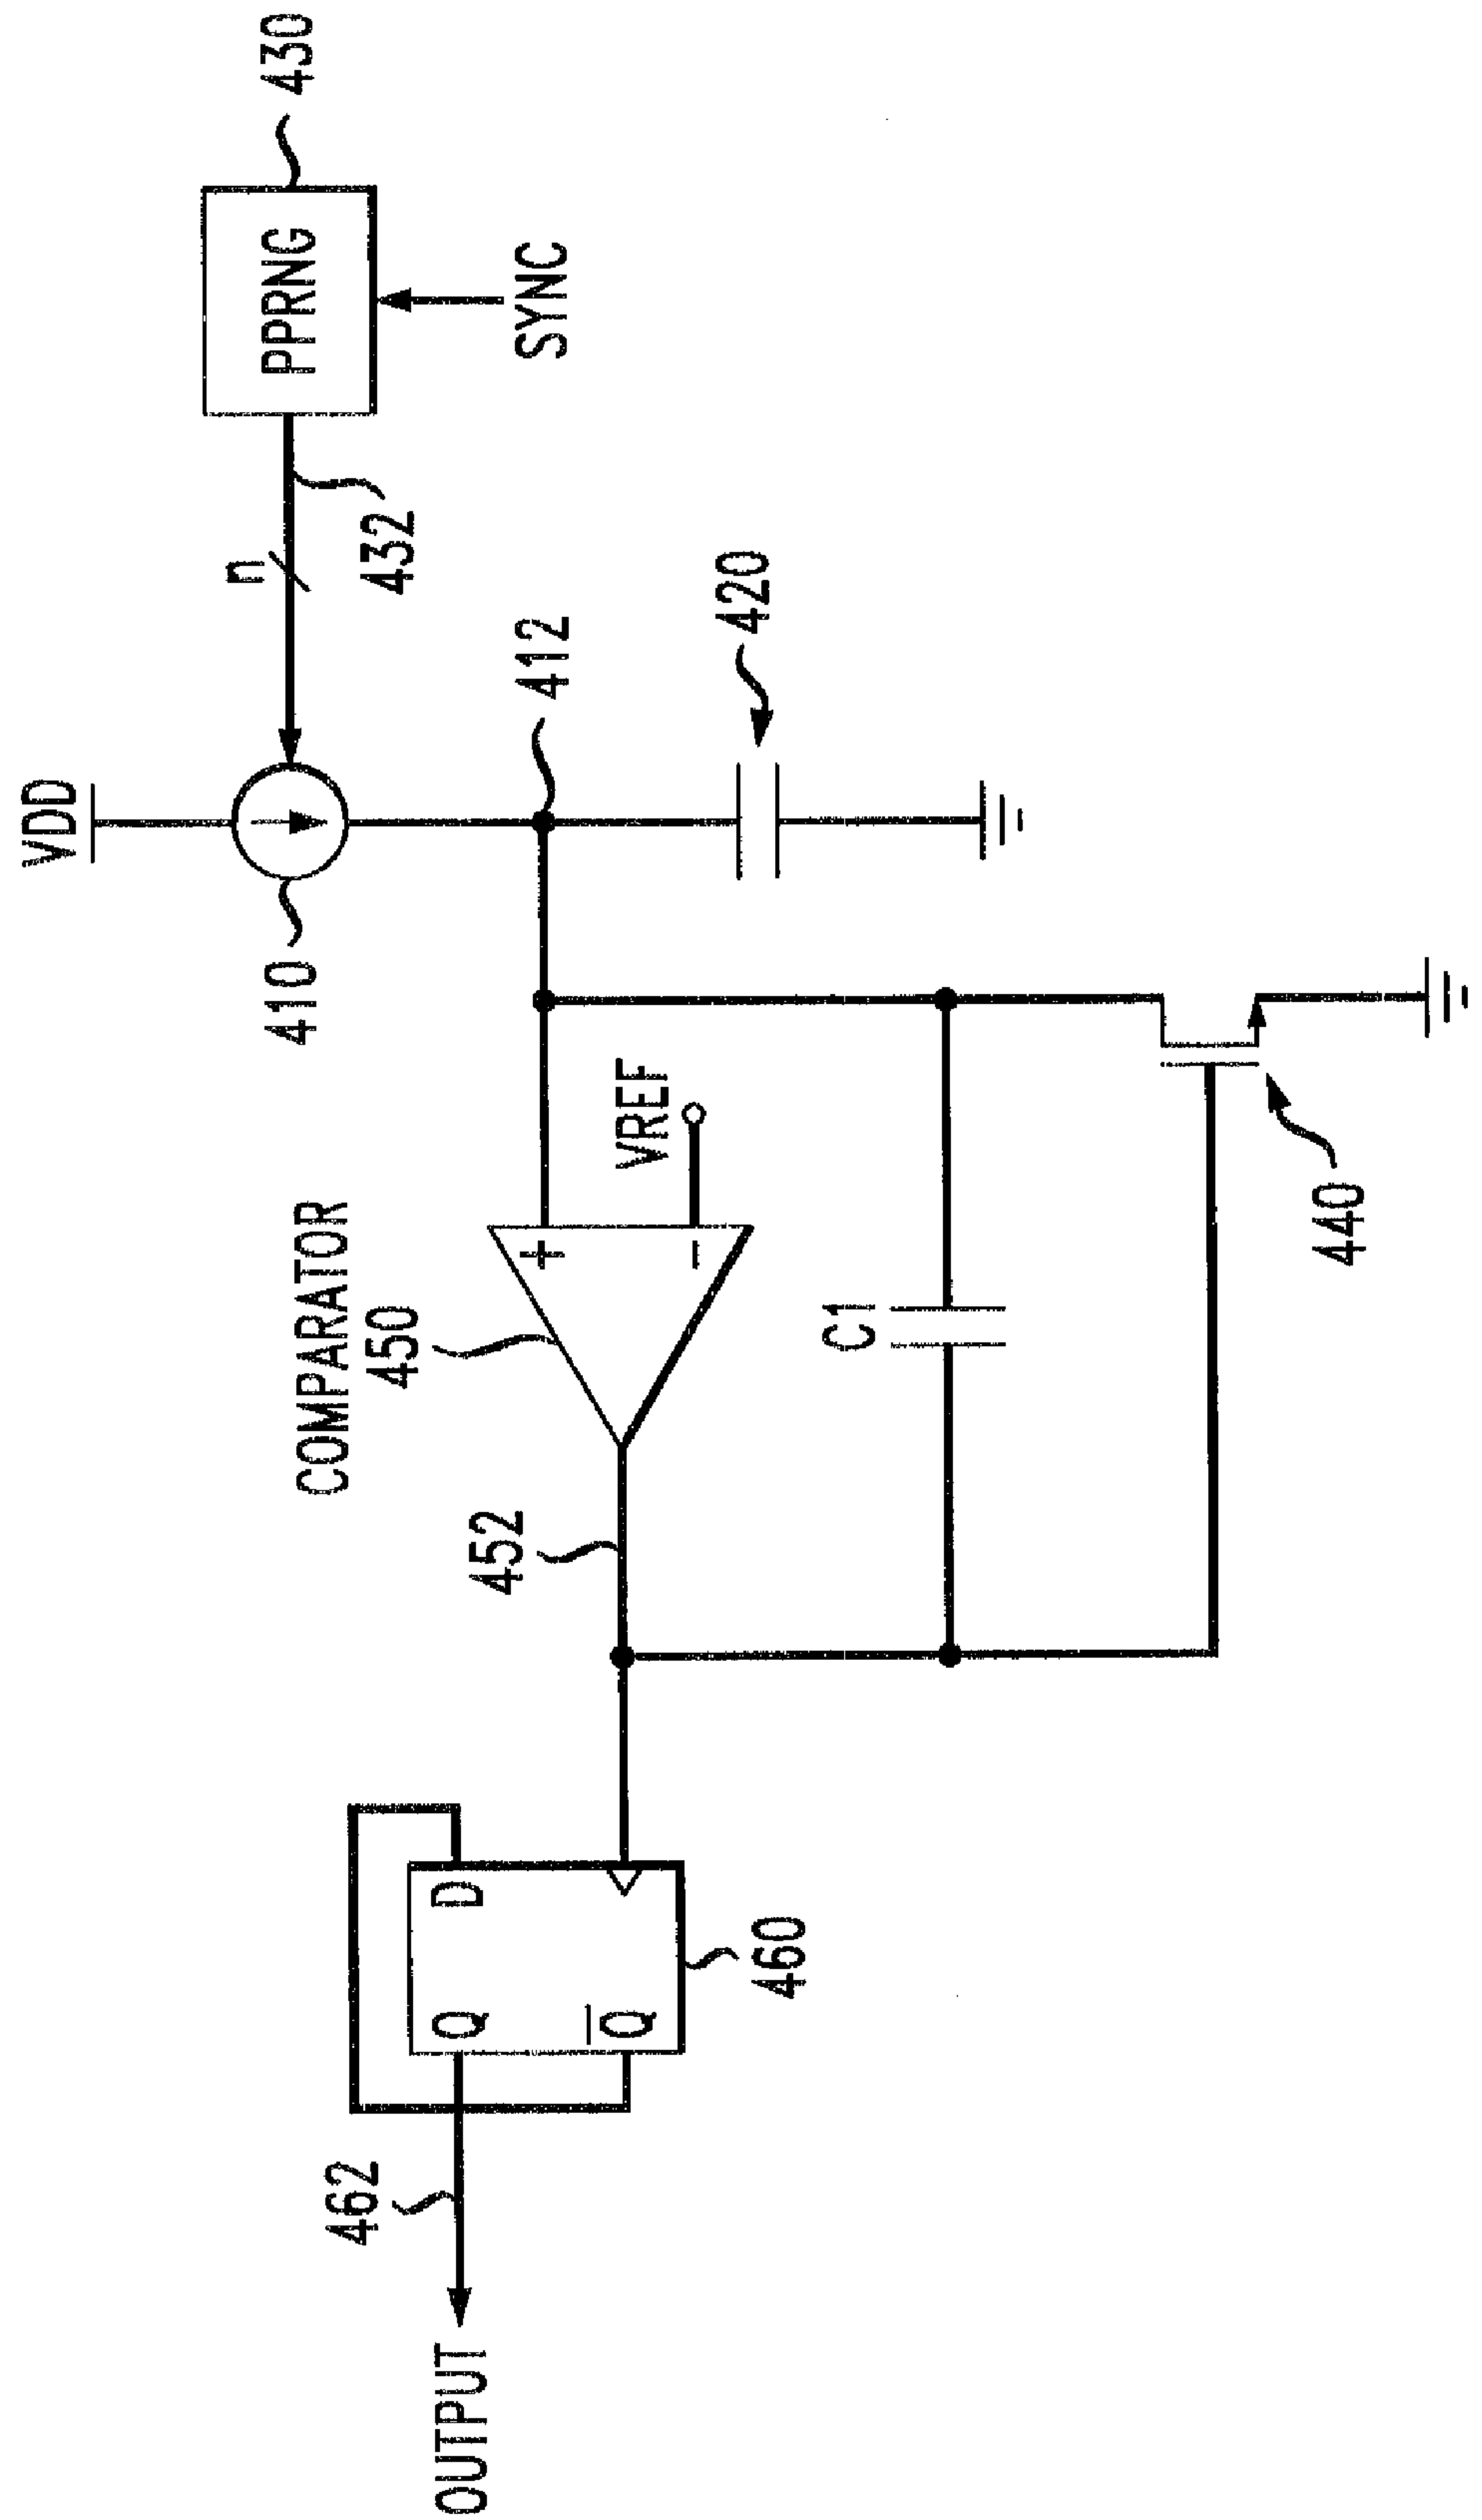 430
PPRNG
SYNC
n
432
VDD
410
412
420
COMPARATOR
450
+
VREF
−
C1
440
452
D
Q
Q̅
460
462
OUTPUT